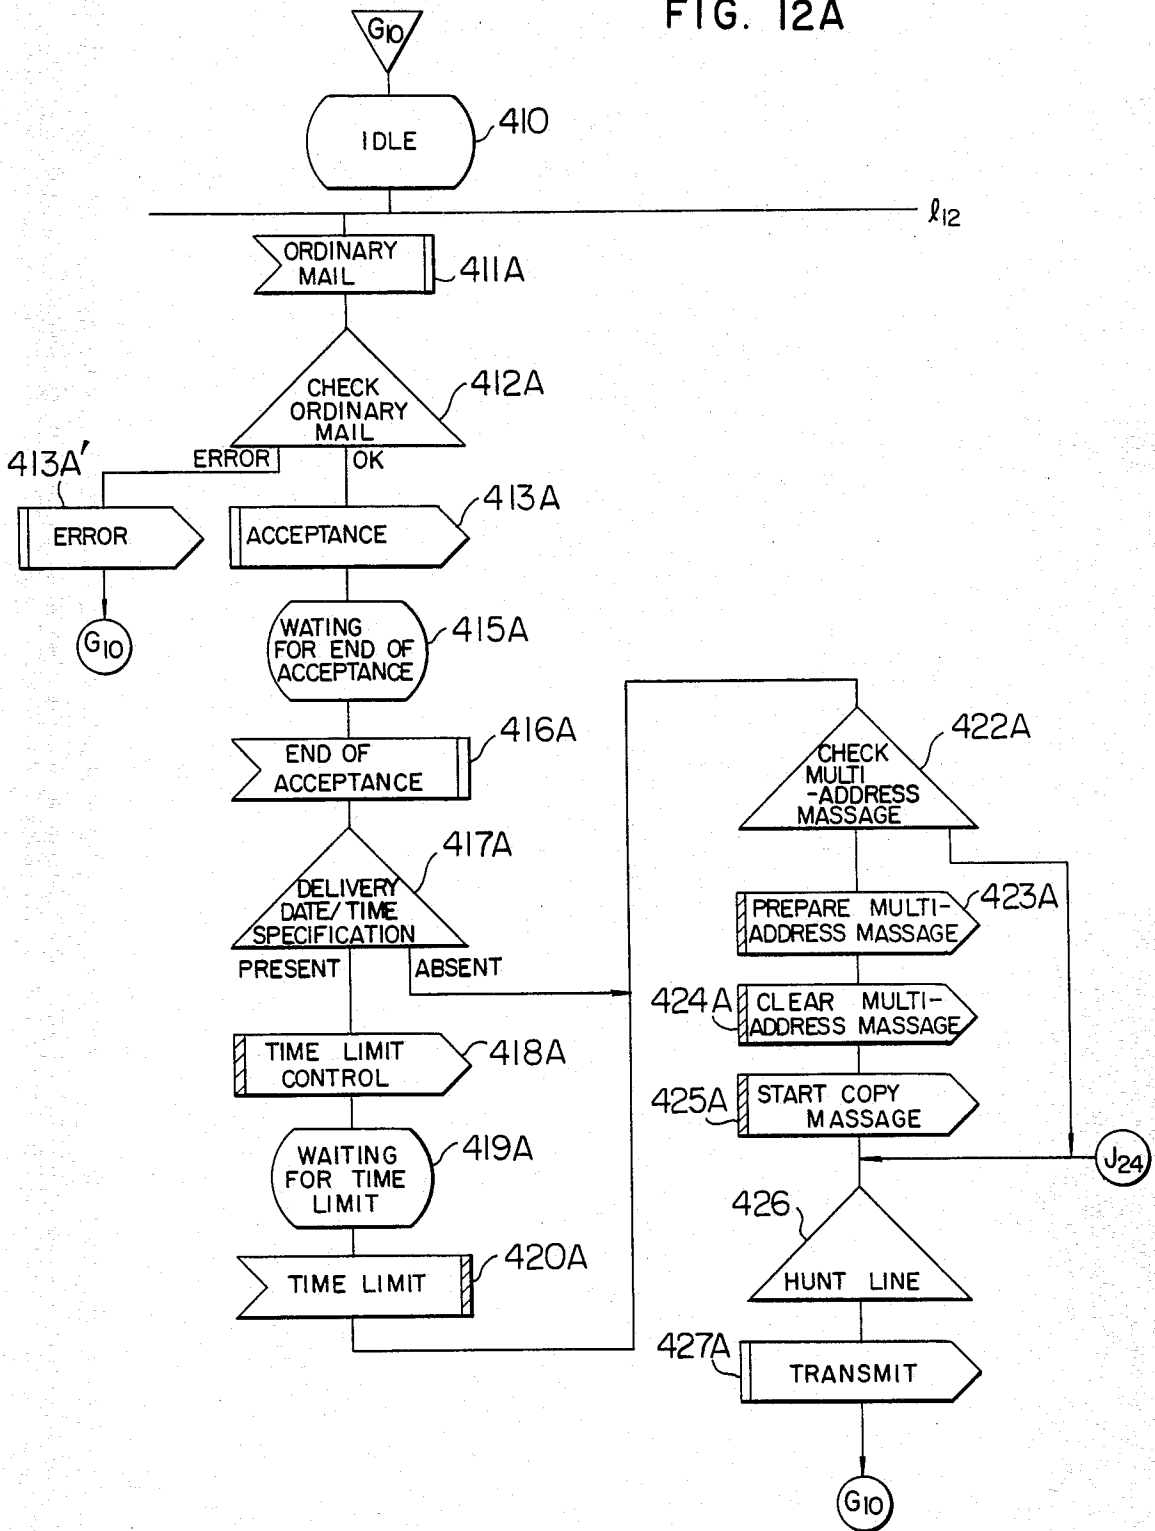 FIG. 12A
G10
IDLE
410
l12
ORDINARY
MAIL
411A
CHECK
ORDINARY
MAIL
412A
ERROR
OK
413A'
ERROR
G10
ACCEPTANCE
413A
WATING
FOR END OF
ACCEPTANCE
415A
END OF
ACCEPTANCE
416A
DELIVERY
DATE/TIME
SPECIFICATION
417A
PRESENT
ABSENT
TIME LIMIT
CONTROL
418A
WAITING
FOR TIME
LIMIT
419A
TIME LIMIT
420A
CHECK
MULTI
-ADDRESS
MASSAGE
422A
PREPARE MULTI-
ADDRESS MASSAGE
423A
CLEAR MULTI-
ADDRESS MASSAGE
424A
START COPY
MASSAGE
425A
J24
426
HUNT LINE
427A
TRANSMIT
G10